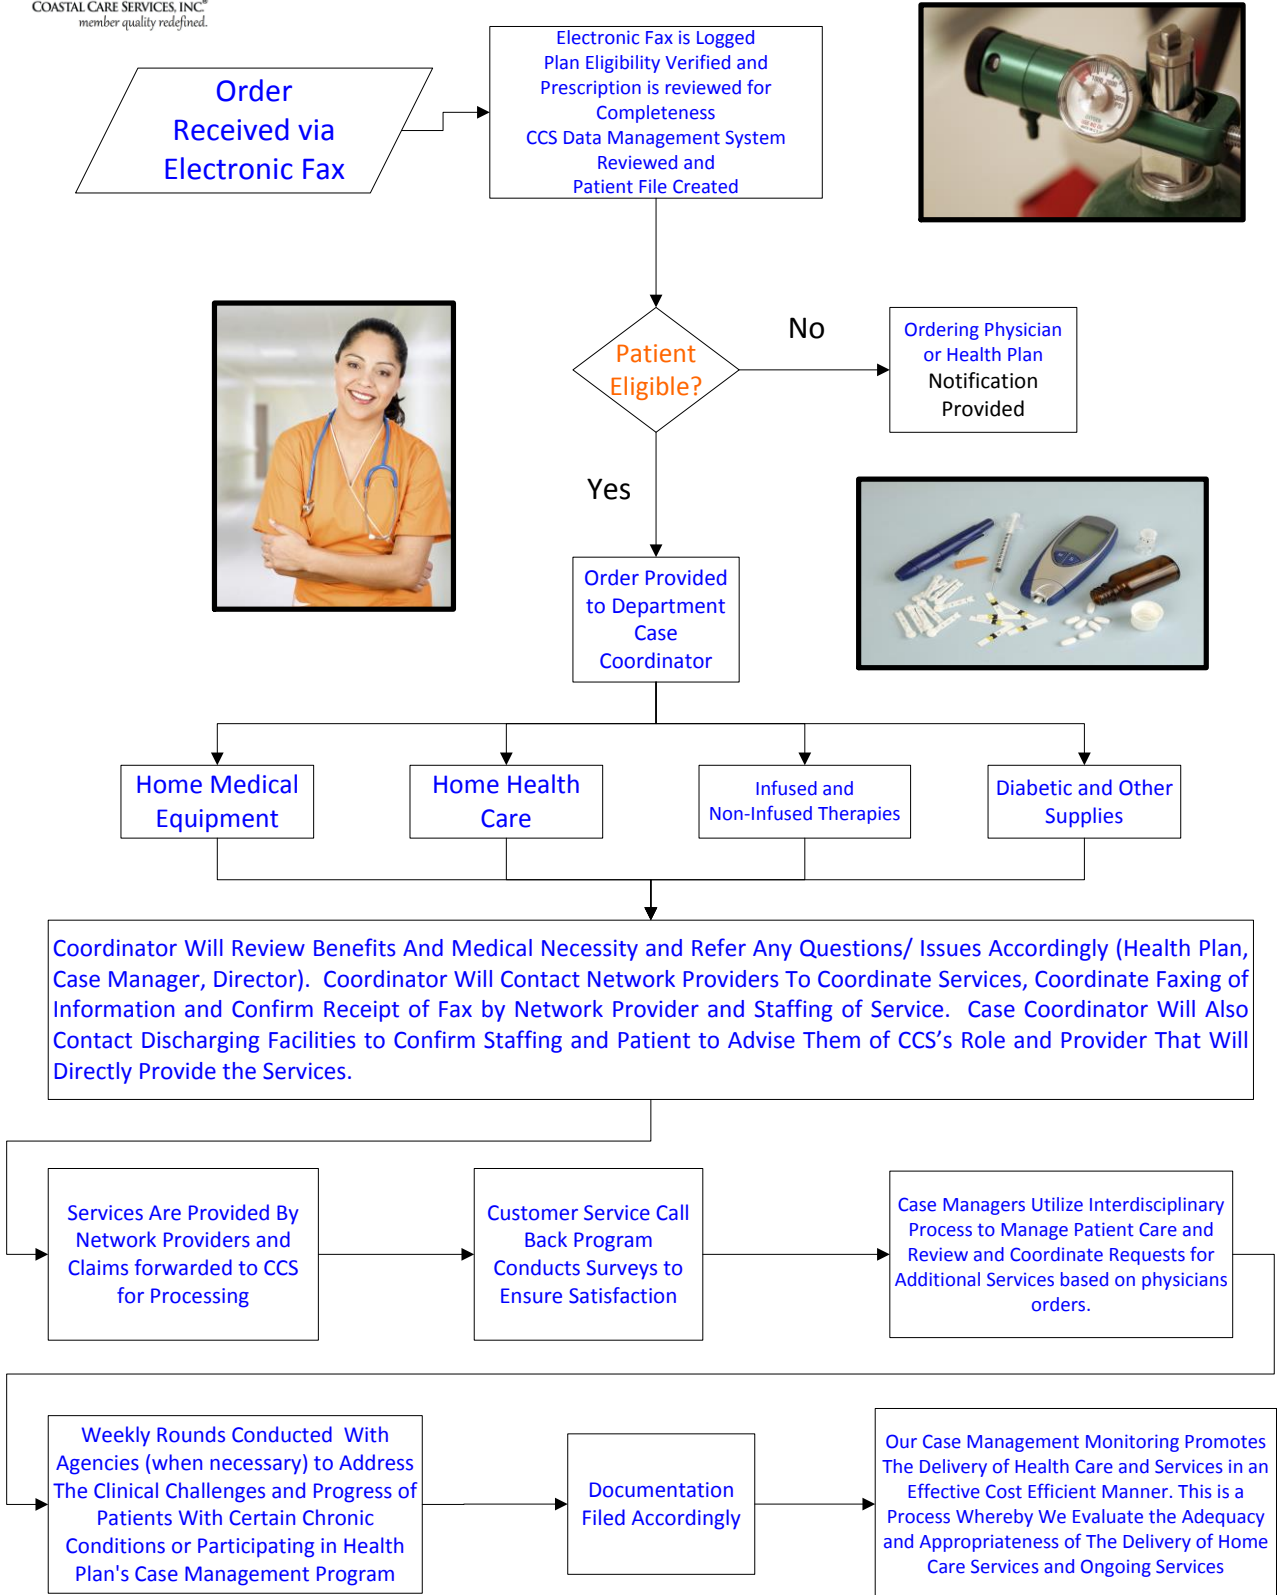 COASTAL CARE SERVICES, INC.®
member quality redefined.
Order
Received via
Electronic Fax
Electronic Fax is Logged
Plan Eligibility Verified and
Prescription is reviewed for
Completeness
CCS Data Management System
Reviewed and
Patient File Created
Patient
Eligible?
No
Ordering Physician
or Health Plan
Notification
Provided
Yes
Order Provided
to Department
Case
Coordinator
Home Medical
Equipment
Home Health
Care
Infused and
Non-Infused Therapies
Diabetic and Other
Supplies
Coordinator Will Review Benefits And Medical Necessity and Refer Any Questions/ Issues Accordingly (Health Plan,
Case Manager, Director).  Coordinator Will Contact Network Providers To Coordinate Services, Coordinate Faxing of
Information and Confirm Receipt of Fax by Network Provider and Staffing of Service.  Case Coordinator Will Also
Contact Discharging Facilities to Confirm Staffing and Patient to Advise Them of CCS’s Role and Provider That Will
Directly Provide the Services.
Services Are Provided By
Network Providers and
Claims forwarded to CCS
for Processing
Customer Service Call
Back Program
Conducts Surveys to
Ensure Satisfaction
Case Managers Utilize Interdisciplinary
Process to Manage Patient Care and
Review and Coordinate Requests for
Additional Services based on physicians
orders.
Weekly Rounds Conducted  With
Agencies (when necessary) to Address
The Clinical Challenges and Progress of
Patients With Certain Chronic
Conditions or Participating in Health
Plan's Case Management Program
Documentation
Filed Accordingly
Our Case Management Monitoring Promotes
The Delivery of Health Care and Services in an
Effective Cost Efficient Manner. This is a
Process Whereby We Evaluate the Adequacy
and Appropriateness of The Delivery of Home
Care Services and Ongoing Services